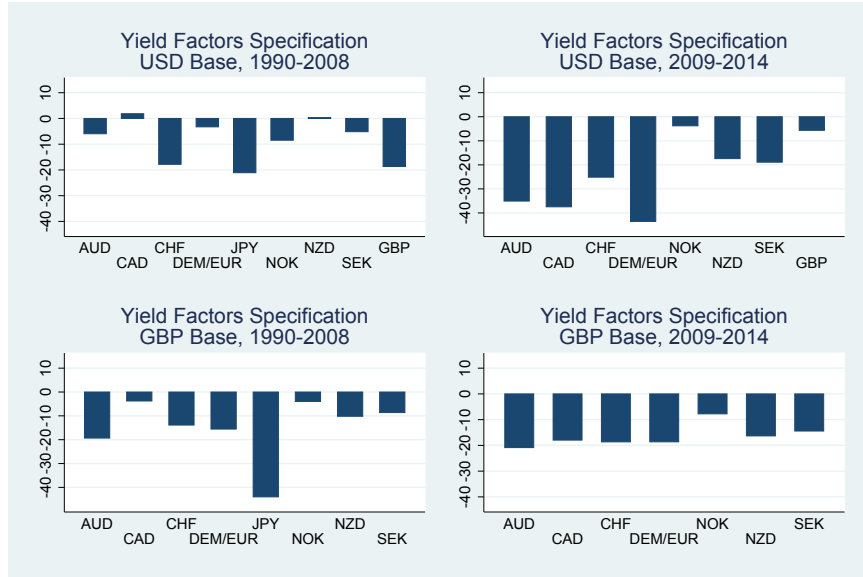 Yield Factors Specification
USD Base, 1990-2008
10
0
-10
-20
-30
-40
AUD CHF JPY NZD GBP
CAD DEM/EUR NOK SEK
Yield Factors Specification
USD Base, 2009-2014
10
0
-10
-20
-30
-40
AUD CHF NOK SEK
CAD DEM/EUR NZD GBP
Yield Factors Specification
GBP Base, 1990-2008
10
0
-10
-20
-30
-40
AUD CHF JPY NZD
CAD DEM/EUR NOK SEK
Yield Factors Specification
GBP Base, 2009-2014
10
0
-10
-20
-30
-40
AUD CHF NOK SEK
CAD DEM/EUR NZD